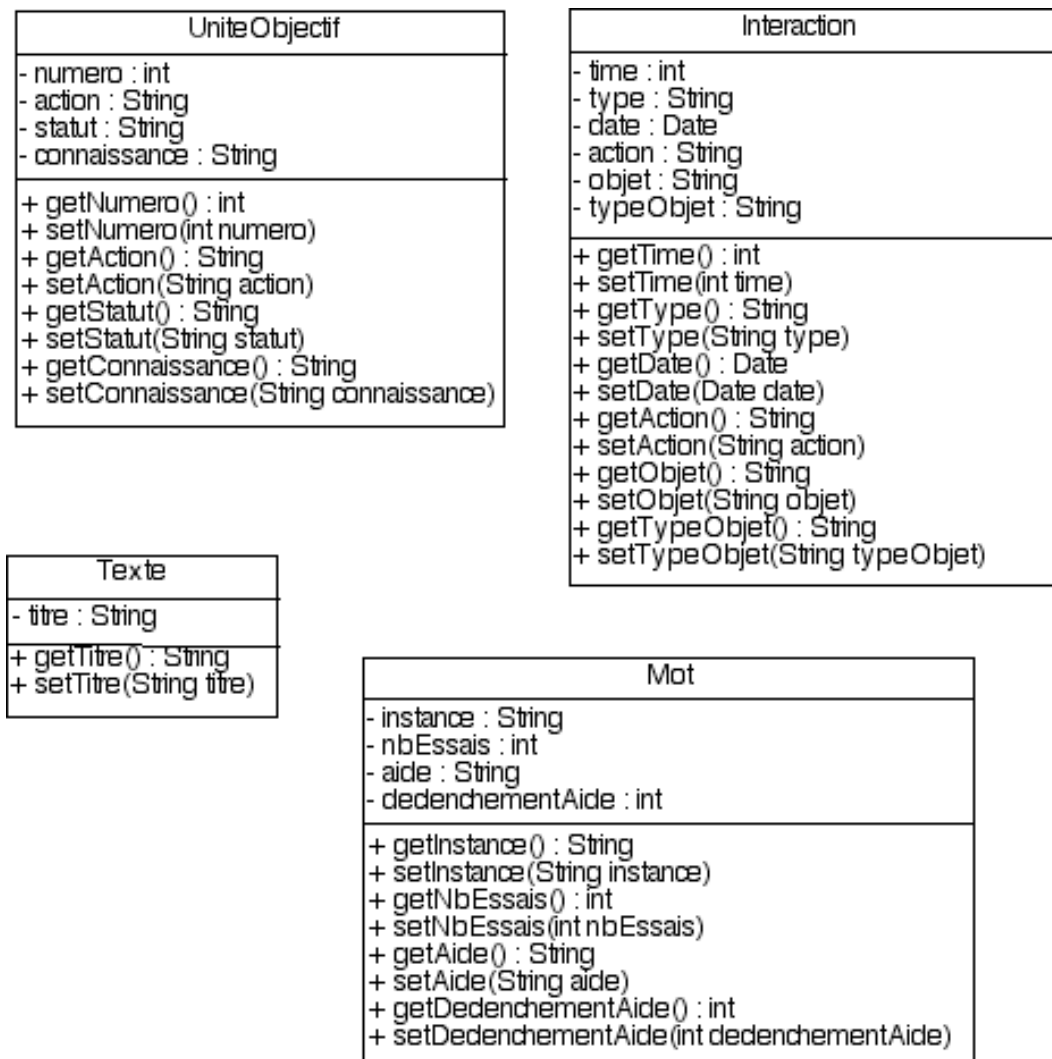 UniteObjectif
- numero : int
- action : String
- statut : String
- connaissance : String
+ getNumero() : int
+ setNumero(int numero)
+ getAction() : String
+ setAction(String action)
+ getStatut() : String
+ setStatut(String statut)
+ getConnaissance() : String
+ setConnaissance(String connaissance)
Interaction
- time : int
- type : String
- date : Date
- action : String
- objet : String
- typeObjet : String
+ getTime() : int
+ setTime(int time)
+ getType() : String
+ setType(String type)
+ getDate() : Date
+ setDate(Date date)
+ getAction() : String
+ setAction(String action)
+ getObjet() : String
+ setObjet(String objet)
+ getTypeObjet() : String
+ setTypeObjet(String typeObjet)
Texte
- titre : String
+ getTitre() : String
+ setTitre(String titre)
Mot
- instance : String
- nbEssais : int
- aide : String
- declenchementAide : int
+ getInstance() : String
+ setInstance(String instance)
+ getNbEssais() : int
+ setNbEssais(int nbEssais)
+ getAide() : String
+ setAide(String aide)
+ getDeclenchementAide() : int
+ setDeclenchementAide(int declenchementAide)